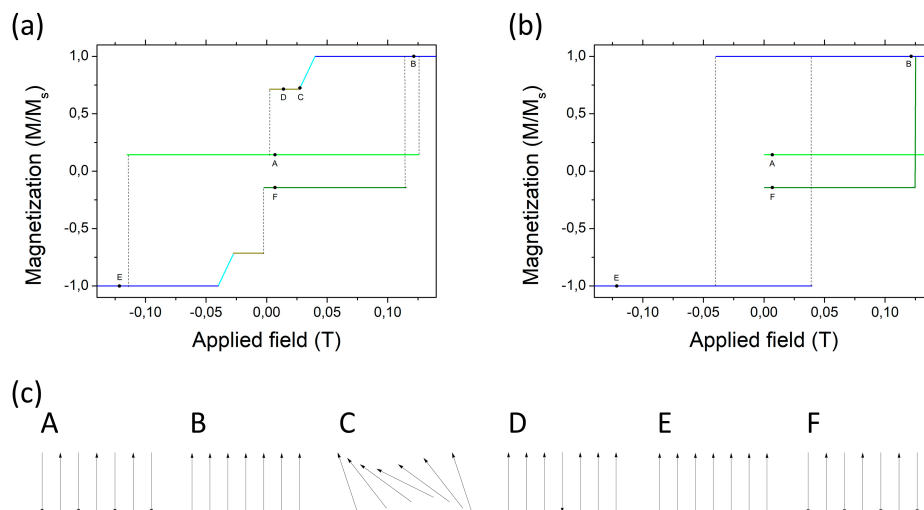 (a)
Magnetization (M/Ms)
1,0
0,5
0,0
-0,5
-1,0
B
D
C
A
F
E
-0,10
-0,05
0,00
0,05
0,10
Applied field (T)
(b)
Magnetization (M/Ms)
1,0
0,5
0,0
-0,5
-1,0
B
A
F
E
-0,10
-0,05
0,00
0,05
0,10
Applied field (T)
(c)
A B C D E F